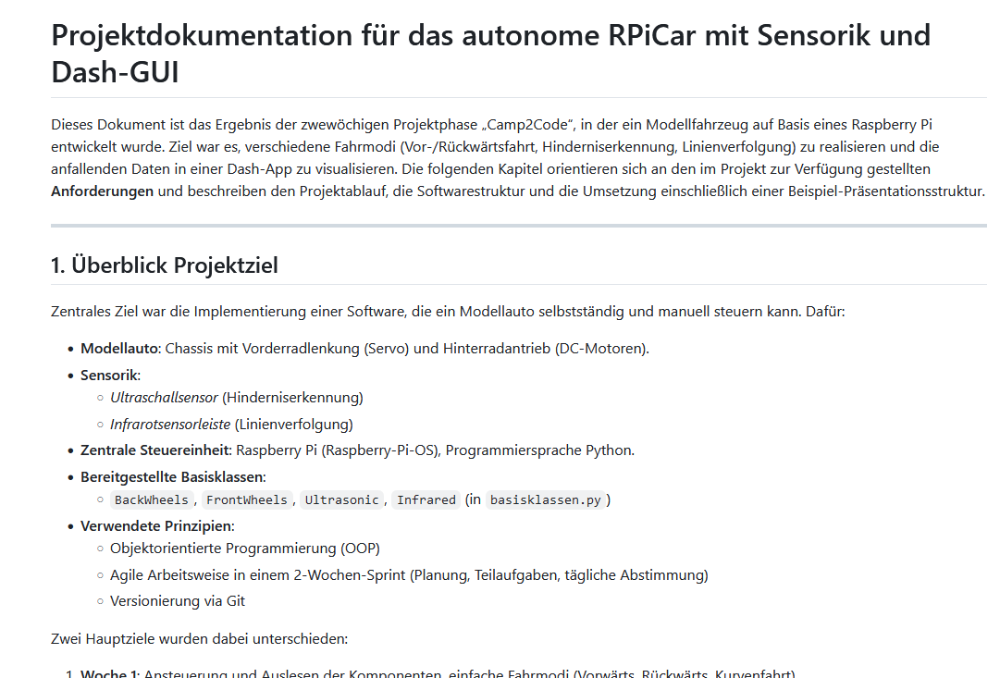 Projektdokumentation für das autonome RPiCar mit Sensorik und
Dash-GUI
Dieses Dokument ist das Ergebnis der zwewöchigen Projektphase „Camp2Code“, in der ein Modellfahrzeug auf Basis eines Raspberry Pi
entwickelt wurde. Ziel war es, verschiedene Fahrmodi (Vor-/Rückwärtsfahrt, Hinderniserkennung, Linienverfolgung) zu realisieren und die
anfallenden Daten in einer Dash-App zu visualisieren. Die folgenden Kapitel orientieren sich an den im Projekt zur Verfügung gestellten
Anforderungen und beschreiben den Projektablauf, die Softwarestruktur und die Umsetzung einschließlich einer Beispiel-Präsentationsstruktur.
1. Überblick Projektziel
Zentrales Ziel war die Implementierung einer Software, die ein Modellauto selbstständig und manuell steuern kann. Dafür:
• Modellauto: Chassis mit Vorderradlenkung (Servo) und Hinterradantrieb (DC-Motoren).
• Sensorik:
◦ Ultraschallsensor (Hinderniserkennung)
◦ Infrarotsensorleiste (Linienverfolgung)
• Zentrale Steuereinheit: Raspberry Pi (Raspberry-Pi-OS), Programmiersprache Python.
• Bereitgestellte Basisklassen:
◦ BackWheels, FrontWheels, Ultrasonic, Infrared (in basisklassen.py)
• Verwendete Prinzipien:
◦ Objektorientierte Programmierung (OOP)
◦ Agile Arbeitsweise in einem 2-Wochen-Sprint (Planung, Teilaufgaben, tägliche Abstimmung)
◦ Versionierung via Git
Zwei Hauptziele wurden dabei unterschieden:
1. Woche 1: Ansteuerung und Auslesen der Komponenten, einfache Fahrmodi (Vorwärts, Rückwärts, Kurvenfahrt)